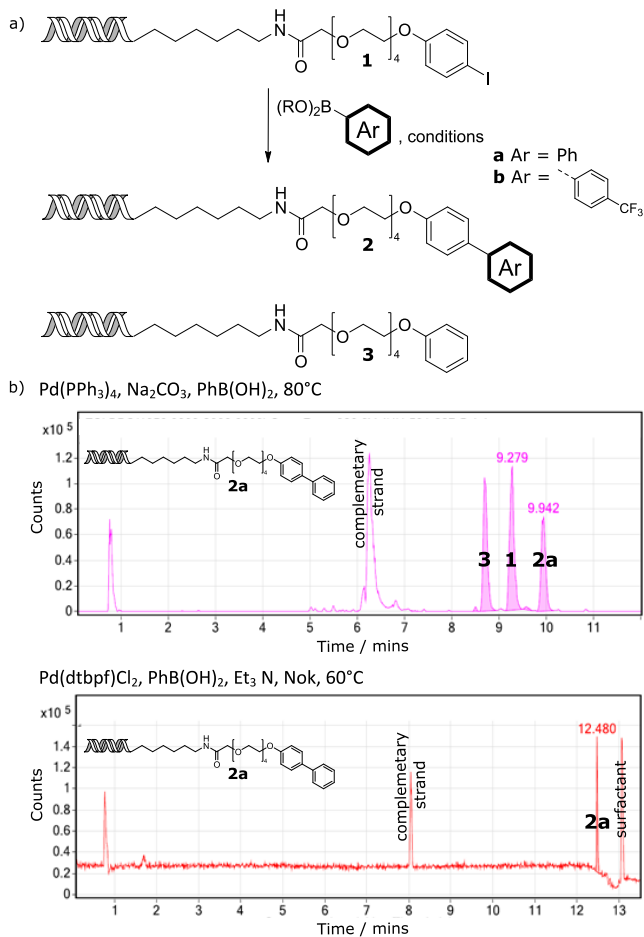 a)
H
N
O
O
O
4
I
1
(RO)₂B
Ar
, conditions
a Ar = Ph
b Ar =
CF₃
H
N
O
O
O
4
2
Ar
H
N
O
O
O
4
3
b) Pd(PPh₃)₄, Na₂CO₃, PhB(OH)₂, 80°C
x10 5
1.2
1
0.8
0.6
0.4
0.2
0
Counts
H
N
O
O
O
4
2a
complemetary
strand
9.279
9.942
3 1 2a
1 2 3 4 5 6 7 8 9 10 11
Time / mins
Pd(dtbpf)Cl₂, PhB(OH)₂, Et₃ N, Nok, 60°C
x10 5
1.4
1.2
1
0.8
0.6
0.4
0.2
0
Counts
H
N
O
O
O
4
2a
complemetary
strand
12.480
2a
surfactant
1 2 3 4 5 6 7 8 9 10 11 12 13
Time / mins